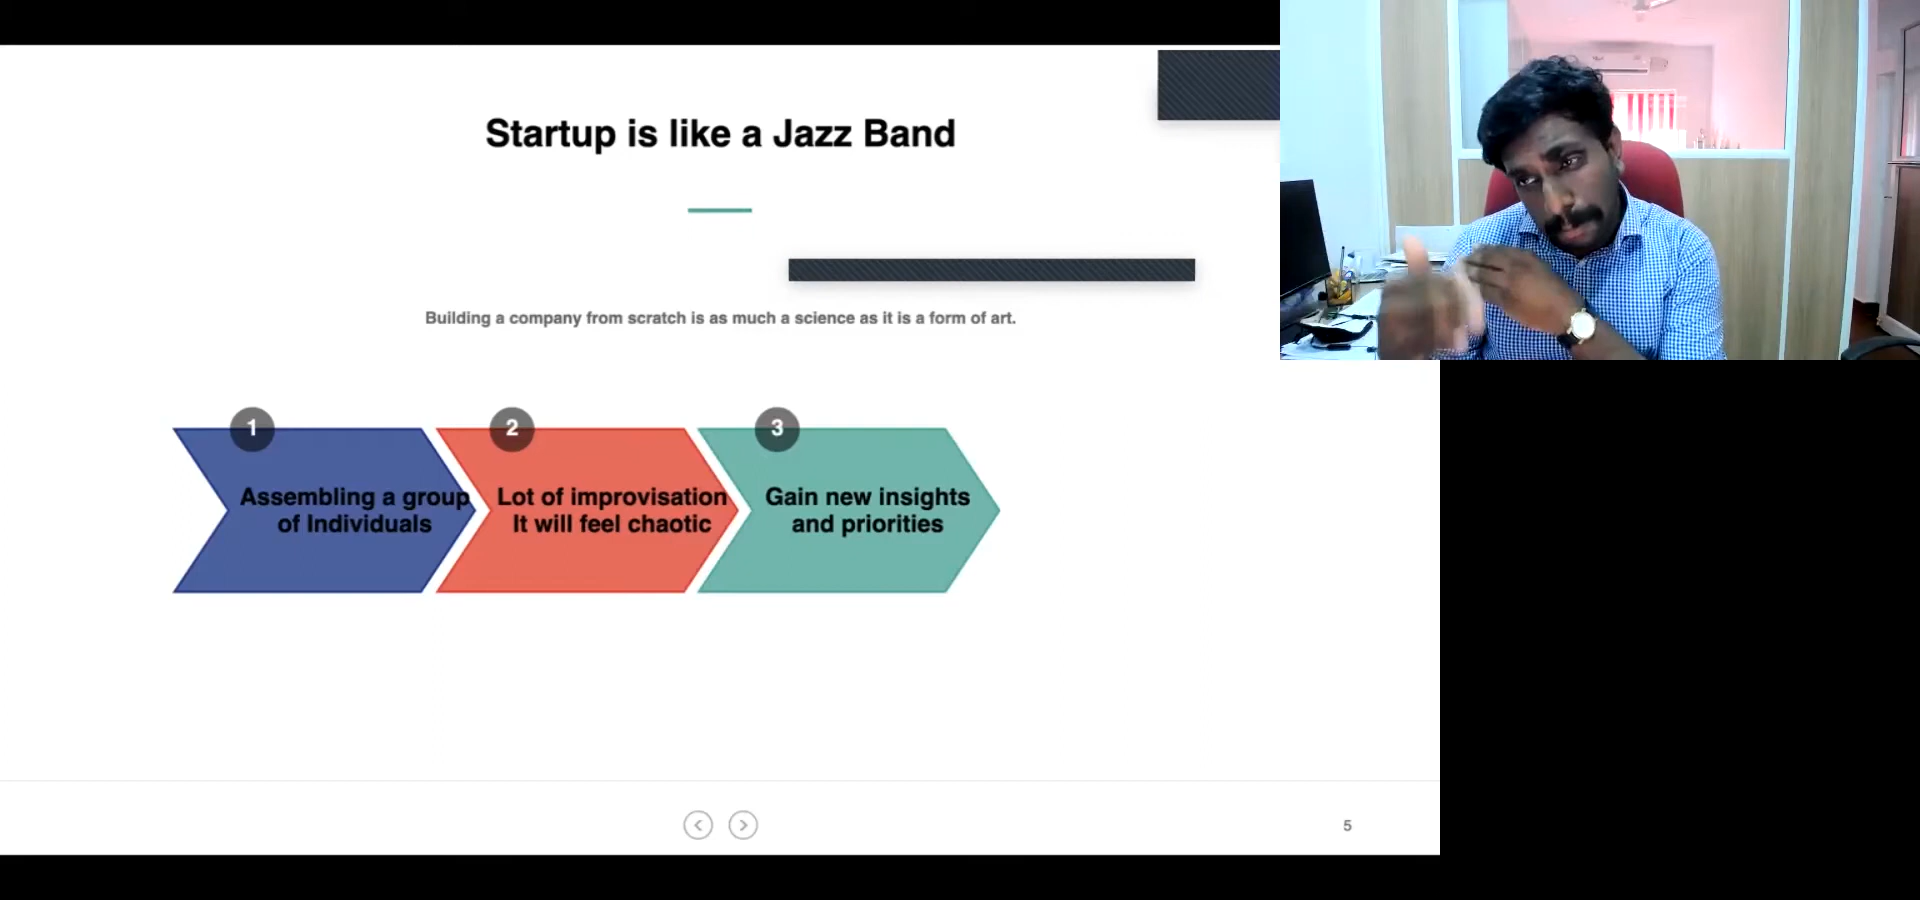 Startup is like a Jazz Band
Building a company from scratch is as much a science as it is a form of art.
1
Assembling a group
of Individuals
2
Lot of improvisation
It will feel chaotic
3
Gain new insights
and priorities
5